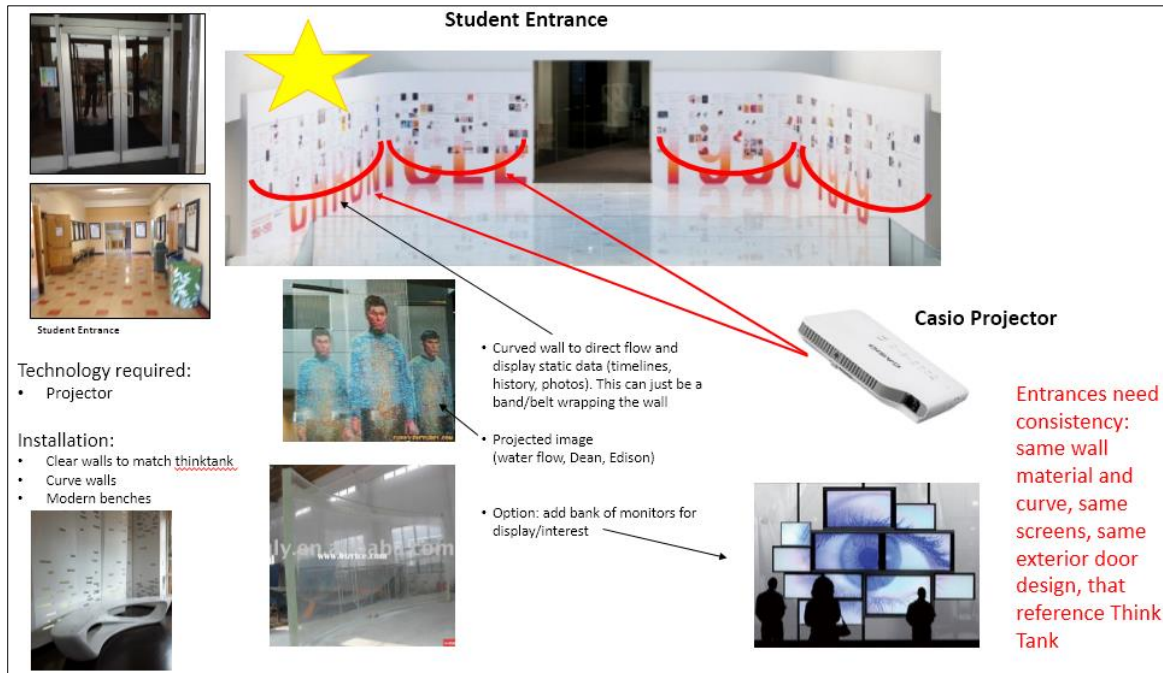 Student Entrance
CHRONICLE 1950
Student Entrance
Technology required:
• Projector
Installation:
• Clear walls to match thinktank
• Curve walls
• Modern benches
• Curved wall to direct flow and
display static data (timelines,
history, photos). This can just be a
band/belt wrapping the wall
• Projected image
(water flow, Dean, Edison)
• Option: add bank of monitors for
display/interest
Casio Projector
CASIO
Entrances need
consistency:
same wall
material and
curve, same
screens, same
exterior door
design, that
reference Think
Tank